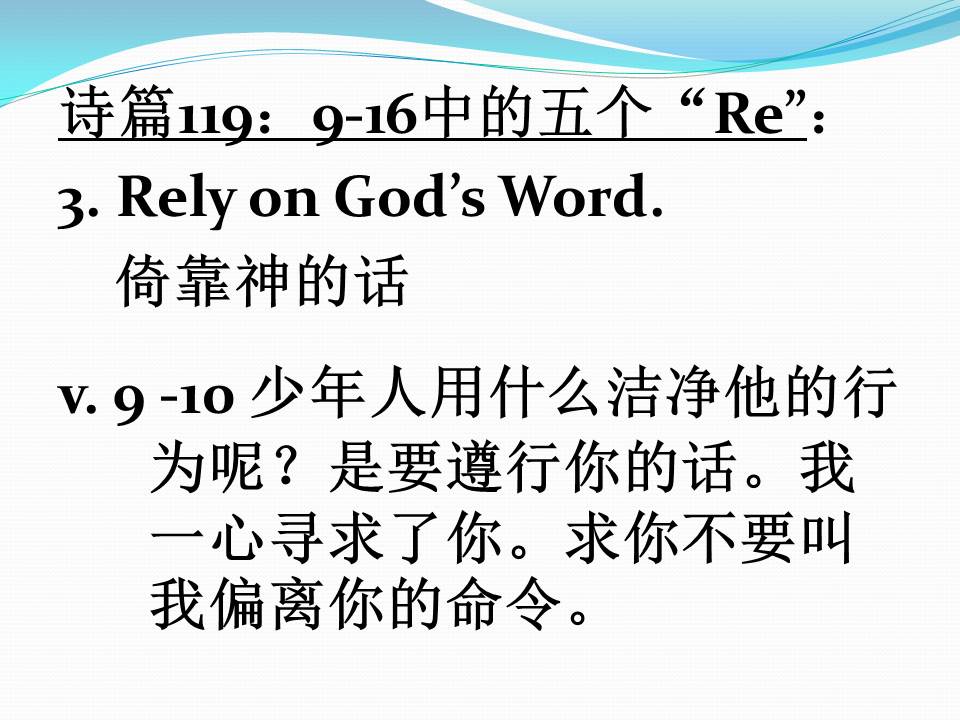 诗篇119：9-16中的五个“Re”：
3. Rely on God’s Word.
倚靠神的话
v. 9 -10 少年人用什么洁净他的行
为呢？是要遵行你的话。我
一心寻求了你。求你不要叫
我偏离你的命令。